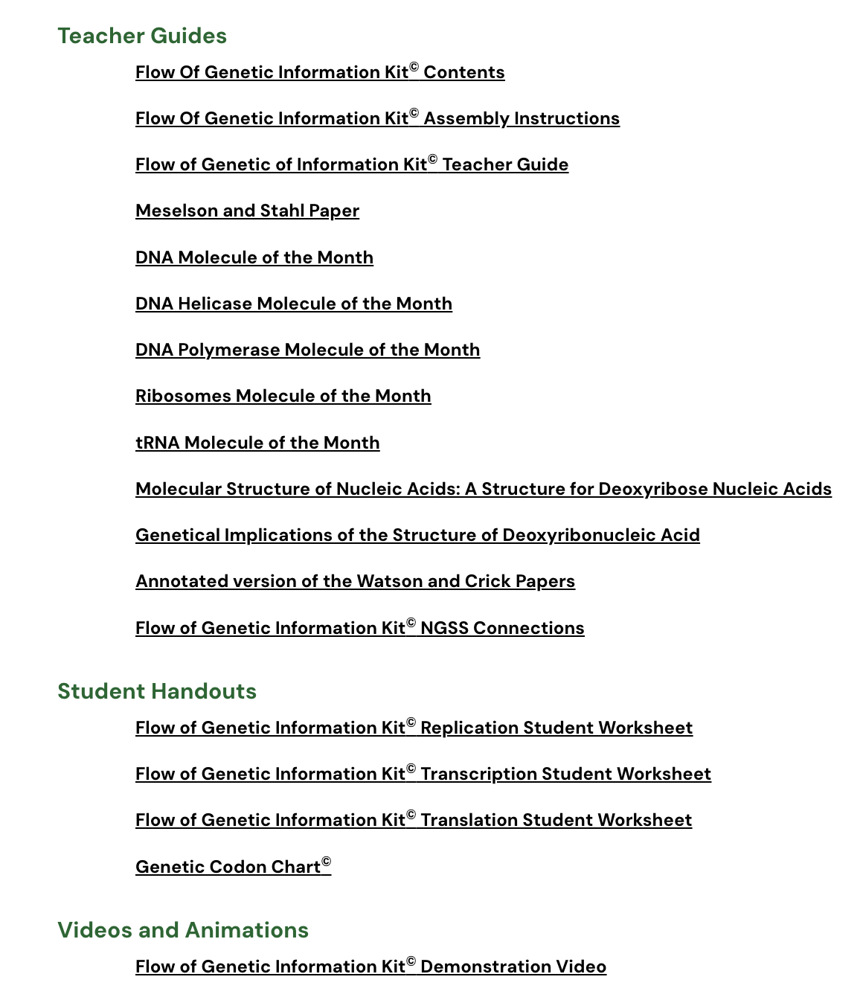 Teacher Guides
Flow Of Genetic Information Kit© Contents
Flow Of Genetic Information Kit© Assembly Instructions
Flow of Genetic of Information Kit© Teacher Guide
Meselson and Stahl Paper
DNA Molecule of the Month
DNA Helicase Molecule of the Month
DNA Polymerase Molecule of the Month
Ribosomes Molecule of the Month
tRNA Molecule of the Month
Molecular Structure of Nucleic Acids: A Structure for Deoxyribose Nucleic Acids
Genetical Implications of the Structure of Deoxyribonucleic Acid
Annotated version of the Watson and Crick Papers
Flow of Genetic Information Kit© NGSS Connections
Student Handouts
Flow of Genetic Information Kit© Replication Student Worksheet
Flow of Genetic Information Kit© Transcription Student Worksheet
Flow of Genetic Information Kit© Translation Student Worksheet
Genetic Codon Chart©
Videos and Animations
Flow of Genetic Information Kit© Demonstration Video